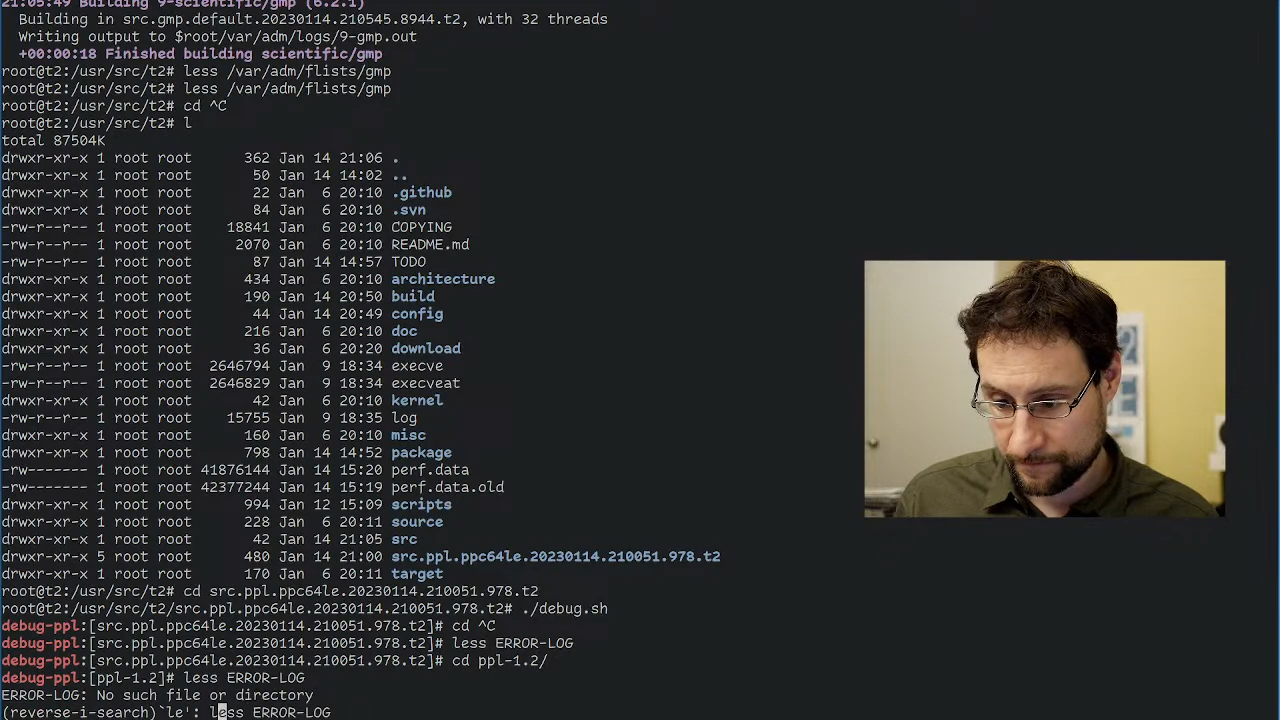 21:05:49 Building 9-scientific/gmp (6.2.1)
Building in src.gmp.default.20230114.210545.8944.t2, with 32 threads
Writing output to $root/var/adm/logs/9-gmp.out
+00:00:18 Finished building scientific/gmp
root@t2:/usr/src/t2# less /var/adm/flists/gmp
root@t2:/usr/src/t2# less /var/adm/flists/gmp
root@t2:/usr/src/t2# cd ^C
root@t2:/usr/src/t2# l
total 87504K
drwxr-xr-x 1 root root      362 Jan 14 21:06 .
drwxr-xr-x 1 root root       50 Jan 14 14:02 ..
drwxr-xr-x 1 root root       22 Jan  6 20:10 .github
drwxr-xr-x 1 root root       84 Jan  6 20:10 .svn
-rw-r--r-- 1 root root    18841 Jan  6 20:10 COPYING
-rw-r--r-- 1 root root     2070 Jan  6 20:10 README.md
-rw-r--r-- 1 root root       87 Jan 14 14:57 TODO
drwxr-xr-x 1 root root      434 Jan  6 20:10 architecture
drwxr-xr-x 1 root root      190 Jan 14 20:50 build
drwxr-xr-x 1 root root       44 Jan 14 20:49 config
drwxr-xr-x 1 root root      216 Jan  6 20:10 doc
drwxr-xr-x 1 root root       36 Jan  6 20:20 download
-rw-r--r-- 1 root root  2646794 Jan  9 18:34 execve
-rw-r--r-- 1 root root  2646829 Jan  9 18:34 execveat
drwxr-xr-x 1 root root       42 Jan  6 20:10 kernel
-rw-r--r-- 1 root root    15755 Jan  9 18:35 log
drwxr-xr-x 1 root root      160 Jan  6 20:10 misc
drwxr-xr-x 1 root root      798 Jan 14 14:52 package
-rw------- 1 root root 41876144 Jan 14 15:20 perf.data
-rw------- 1 root root 42377244 Jan 14 15:19 perf.data.old
drwxr-xr-x 1 root root      994 Jan 12 15:09 scripts
drwxr-xr-x 1 root root      228 Jan  6 20:11 source
drwxr-xr-x 1 root root       42 Jan 14 21:05 src
drwxr-xr-x 5 root root      480 Jan 14 21:00 src.ppl.ppc64le.20230114.210051.978.t2
drwxr-xr-x 1 root root      170 Jan  6 20:11 target
root@t2:/usr/src/t2# cd src.ppl.ppc64le.20230114.210051.978.t2
root@t2:/usr/src/t2/src.ppl.ppc64le.20230114.210051.978.t2# ./debug.sh
debug-ppl:[src.ppl.ppc64le.20230114.210051.978.t2]# cd ^C
debug-ppl:[src.ppl.ppc64le.20230114.210051.978.t2]# less ERROR-LOG
debug-ppl:[src.ppl.ppc64le.20230114.210051.978.t2]# cd ppl-1.2/
debug-ppl:[ppl-1.2]# less ERROR-LOG
ERROR-LOG: No such file or directory
(reverse-i-search)`le': less ERROR-LOG